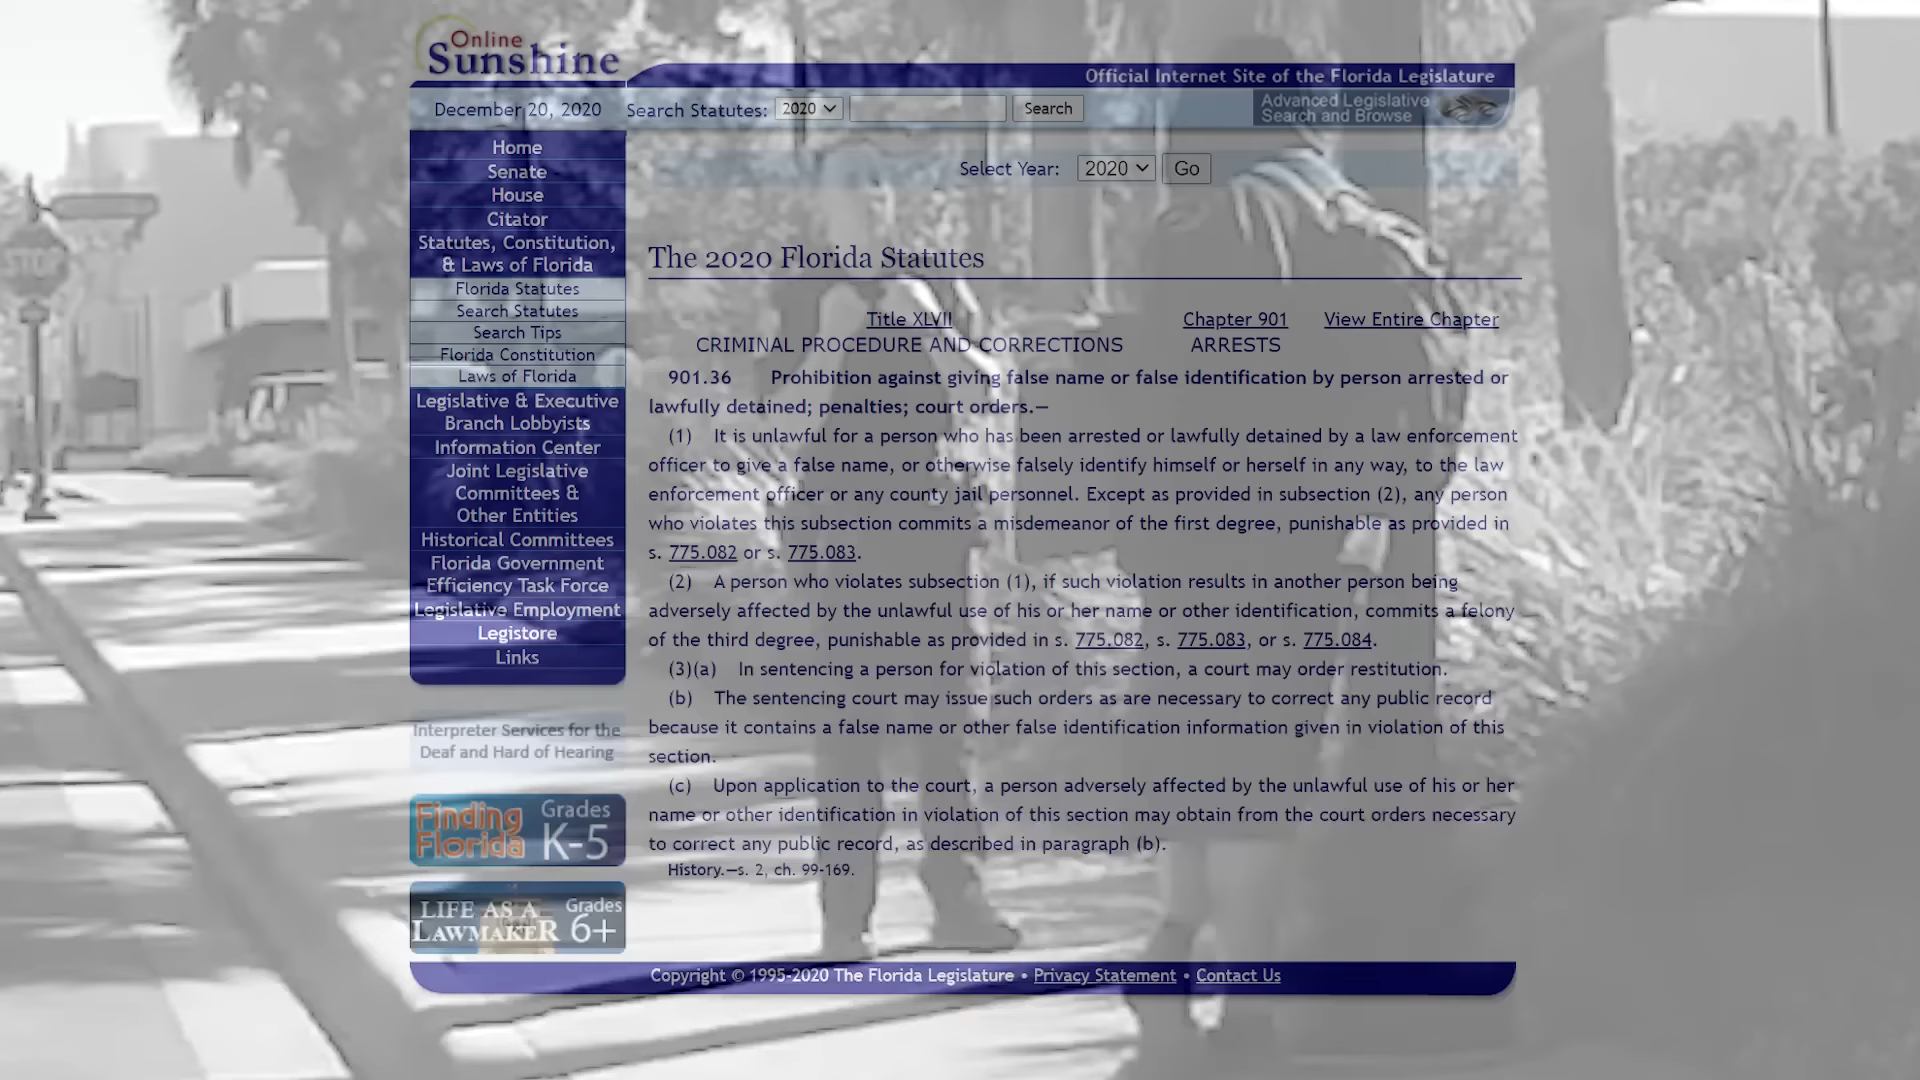 Online
Sunshine
Official Internet Site of the Florida Legislature
December 20, 2020 Search Statutes: 2020 Search Advanced Legislative
Search and Browse
Select Year: 2020 Go
Home
Senate
House
Citator
Statutes, Constitution,
& Laws of Florida
Florida Statutes
Search Statutes
Search Tips
Florida Constitution
Laws of Florida
Legislative & Executive
Branch Lobbyists
Information Center
Joint Legislative
Committees &
Other Entities
Historical Committees
Florida Government
Efficiency Task Force
Legislative Employment
Legistore
Links
Interpreter Services for the
Deaf and Hard of Hearing
Finding
Florida
Grades
K-5
LIFE AS A
LAWMAKER
Grades
6+
The 2020 Florida Statutes
Title XLVII Chapter 901 View Entire Chapter
CRIMINAL PROCEDURE AND CORRECTIONS ARRESTS
901.36 Prohibition against giving false name or false identification by person arrested or
lawfully detained; penalties; court orders.—
(1) It is unlawful for a person who has been arrested or lawfully detained by a law enforcement
officer to give a false name, or otherwise falsely identify himself or herself in any way, to the law
enforcement officer or any county jail personnel. Except as provided in subsection (2), any person
who violates this subsection commits a misdemeanor of the first degree, punishable as provided in
s. 775.082 or s. 775.083.
(2) A person who violates subsection (1), if such violation results in another person being
adversely affected by the unlawful use of his or her name or other identification, commits a felony
of the third degree, punishable as provided in s. 775.082, s. 775.083, or s. 775.084.
(3)(a) In sentencing a person for violation of this section, a court may order restitution.
(b) The sentencing court may issue such orders as are necessary to correct any public record
because it contains a false name or other false identification information given in violation of this
section.
(c) Upon application to the court, a person adversely affected by the unlawful use of his or her
name or other identification in violation of this section may obtain from the court orders necessary
to correct any public record, as described in paragraph (b).
History.—s. 2, ch. 99-169.
Copyright © 1995-2020 The Florida Legislature • Privacy Statement • Contact Us
STOP